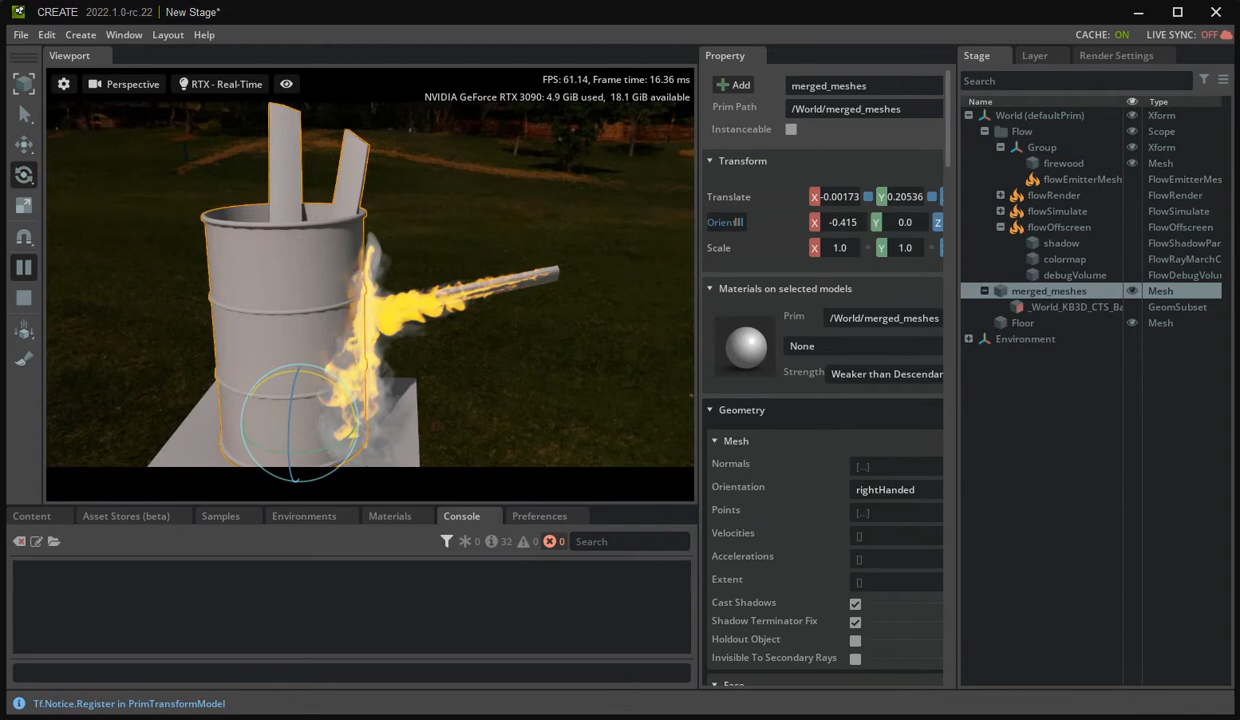 CREATE 2022.1.0-rc.22 New Stage*
File Edit Create Window Layout Help CACHE: ON LIVE SYNC: OFF
Viewport
Perspective RTX - Real-Time
FPS: 61.14, Frame time: 16.36 ms
NVIDIA GeForce RTX 3090: 4.9 GiB used, 18.1 GiB available
Property
Add merged_meshes
Prim Path /World/merged_meshes
Instanceable
Transform
Translate X -0.00173 Y 0.20536
Orient X -0.415 Y 0.0 Z
Scale X 1.0 Y 1.0
Materials on selected models
Prim /World/merged_meshes
None
Strength Weaker than Descendan
Geometry
Mesh
Normals [...]
Orientation rightHanded
Points [...]
Velocities []
Accelerations []
Extent []
Cast Shadows
Shadow Terminator Fix
Holdout Object
Invisible To Secondary Rays
Face
Stage Layer Render Settings
Search
Name Type
World (defaultPrim) Xform
Flow Scope
Group Xform
firewood Mesh
flowEmitterMesh FlowEmitterMes
flowRender FlowRender
flowSimulate FlowSimulate
flowOffscreen FlowOffscreen
shadow FlowShadowPar
colormap FlowRayMarchC
debugVolume FlowDebugVolu
merged_meshes Mesh
_World_KB3D_CTS_Ba GeomSubset
Floor Mesh
Environment
Content Asset Stores (beta) Samples Environments Materials Console Preferences
0 32 0 0 Search
Tf.Notice.Register in PrimTransformModel